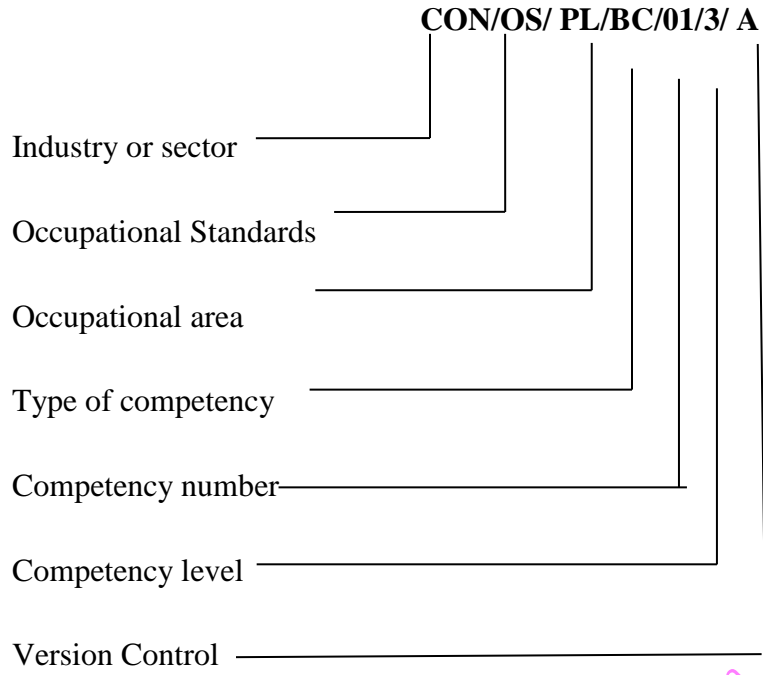 CON/OS/ PL/BC/01/3/ A
Industry or sector
Occupational Standards
Occupational area
Type of competency
Competency number
Competency level
Version Control